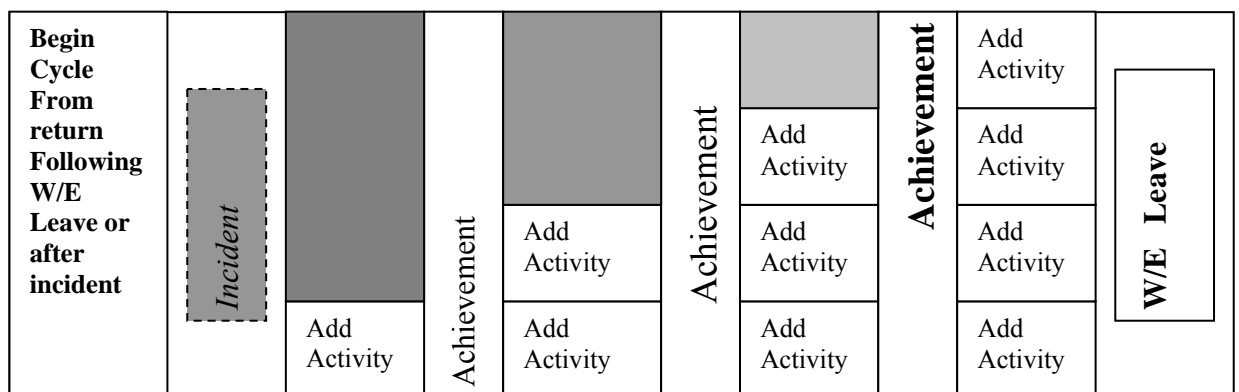 Begin
Cycle
From
return
Following
W/E
Leave or
after
incident
Incident
Add
Activity
Achievement
Add
Activity
Add
Activity
Achievement
Add
Activity
Add
Activity
Add
Activity
Achievement
Add
Activity
Add
Activity
Add
Activity
Add
Activity
W/E Leave